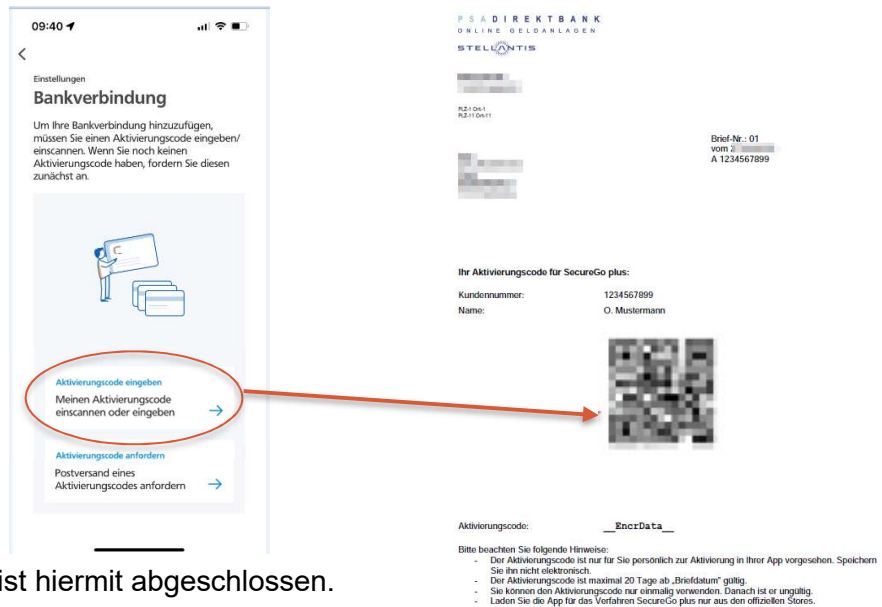 09:40
Einstellungen
Bankverbindung
Um Ihre Bankverbindung hinzuzufügen,
müssen Sie einen Aktivierungscode eingeben/
einscannen. Wenn Sie noch keinen
Aktivierungscode haben, fordern Sie diesen
zunächst an.
Aktivierungscode eingeben
Meinen Aktivierungscode
einscannen oder eingeben
Aktivierungscode anfordern
Postversand eines
Aktivierungscodes anfordern
PSA DIREKTBANK
ONLINE GELDANLAGEN
STELLANTIS
PLZ-1 Ort-1
PLZ-11 Ort-11
Brief-Nr.: 01
vom
A 1234567899
Ihr Aktivierungscode für SecureGo plus:
Kundennummer: 1234567899
Name: O. Mustermann
Aktivierungscode: __EncrData__
Bitte beachten Sie folgende Hinweise:
- Der Aktivierungscode ist nur für Sie persönlich zur Aktivierung in Ihrer App vorgesehen. Speichern
Sie ihn nicht elektronisch.
- Der Aktivierungscode ist maximal 20 Tage ab „Briefdatum" gültig.
- Sie können den Aktivierungscode nur einmalig verwenden. Danach ist er ungültig.
- Laden Sie die App für das Verfahren SecureGo plus nur aus den offiziellen Stores.
ist hiermit abgeschlossen.